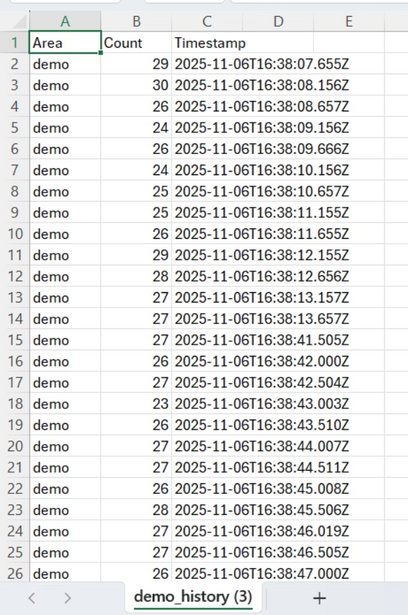 A B C D E
1 Area Count Timestamp
2 demo 29 2025-11-06T16:38:07.655Z
3 demo 30 2025-11-06T16:38:08.156Z
4 demo 26 2025-11-06T16:38:08.657Z
5 demo 24 2025-11-06T16:38:09.156Z
6 demo 26 2025-11-06T16:38:09.666Z
7 demo 24 2025-11-06T16:38:10.156Z
8 demo 25 2025-11-06T16:38:10.657Z
9 demo 25 2025-11-06T16:38:11.155Z
10 demo 26 2025-11-06T16:38:11.655Z
11 demo 29 2025-11-06T16:38:12.155Z
12 demo 28 2025-11-06T16:38:12.656Z
13 demo 27 2025-11-06T16:38:13.157Z
14 demo 27 2025-11-06T16:38:13.657Z
15 demo 27 2025-11-06T16:38:41.505Z
16 demo 26 2025-11-06T16:38:42.000Z
17 demo 27 2025-11-06T16:38:42.504Z
18 demo 23 2025-11-06T16:38:43.003Z
19 demo 26 2025-11-06T16:38:43.510Z
20 demo 27 2025-11-06T16:38:44.007Z
21 demo 27 2025-11-06T16:38:44.511Z
22 demo 26 2025-11-06T16:38:45.008Z
23 demo 28 2025-11-06T16:38:45.506Z
24 demo 27 2025-11-06T16:38:46.019Z
25 demo 27 2025-11-06T16:38:46.505Z
26 demo 26 2025-11-06T16:38:47.000Z
demo_history (3)